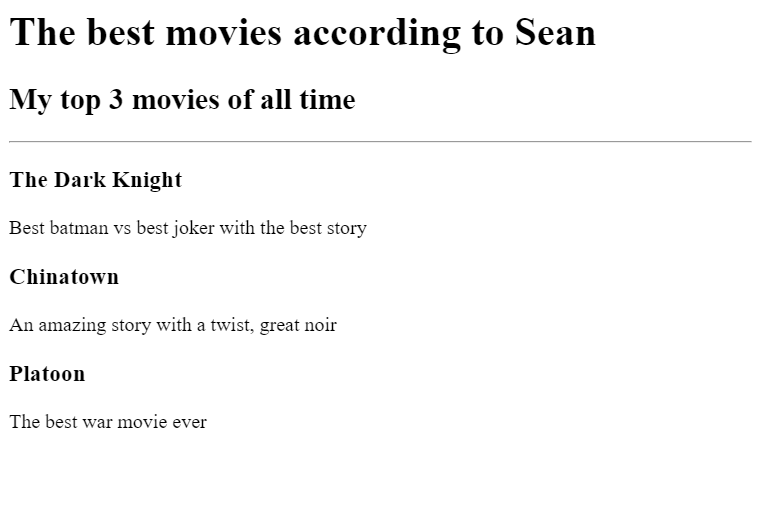 The best movies according to Sean
My top 3 movies of all time
The Dark Knight
Best batman vs best joker with the best story
Chinatown
An amazing story with a twist, great noir
Platoon
The best war movie ever